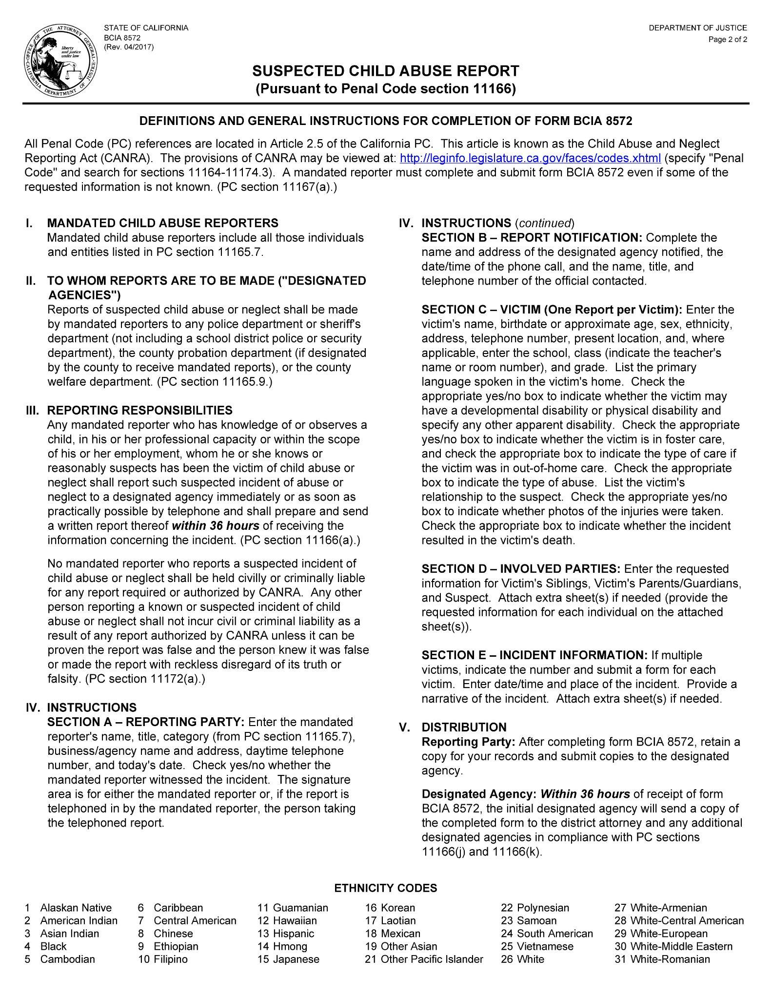 OFFICE OF THE ATTORNEY GENERAL
CALIFORNIA DEPARTMENT OF JUSTICE
liberty
and justice
under law
STATE OF CALIFORNIA
BCIA 8572
(Rev. 04/2017)
DEPARTMENT OF JUSTICE
Page 2 of 2
SUSPECTED CHILD ABUSE REPORT
(Pursuant to Penal Code section 11166)
DEFINITIONS AND GENERAL INSTRUCTIONS FOR COMPLETION OF FORM BCIA 8572
All Penal Code (PC) references are located in Article 2.5 of the California PC. This article is known as the Child Abuse and Neglect
Reporting Act (CANRA). The provisions of CANRA may be viewed at: http://leginfo.legislature.ca.gov/faces/codes.xhtml (specify "Penal
Code" and search for sections 11164-11174.3). A mandated reporter must complete and submit form BCIA 8572 even if some of the
requested information is not known. (PC section 11167(a).)
I. MANDATED CHILD ABUSE REPORTERS
Mandated child abuse reporters include all those individuals
and entities listed in PC section 11165.7.
II. TO WHOM REPORTS ARE TO BE MADE ("DESIGNATED
AGENCIES")
Reports of suspected child abuse or neglect shall be made
by mandated reporters to any police department or sheriff's
department (not including a school district police or security
department), the county probation department (if designated
by the county to receive mandated reports), or the county
welfare department. (PC section 11165.9.)
III. REPORTING RESPONSIBILITIES
Any mandated reporter who has knowledge of or observes a
child, in his or her professional capacity or within the scope
of his or her employment, whom he or she knows or
reasonably suspects has been the victim of child abuse or
neglect shall report such suspected incident of abuse or
neglect to a designated agency immediately or as soon as
practically possible by telephone and shall prepare and send
a written report thereof within 36 hours of receiving the
information concerning the incident. (PC section 11166(a).)
No mandated reporter who reports a suspected incident of
child abuse or neglect shall be held civilly or criminally liable
for any report required or authorized by CANRA. Any other
person reporting a known or suspected incident of child
abuse or neglect shall not incur civil or criminal liability as a
result of any report authorized by CANRA unless it can be
proven the report was false and the person knew it was false
or made the report with reckless disregard of its truth or
falsity. (PC section 11172(a).)
IV. INSTRUCTIONS
SECTION A – REPORTING PARTY: Enter the mandated
reporter's name, title, category (from PC section 11165.7),
business/agency name and address, daytime telephone
number, and today's date. Check yes/no whether the
mandated reporter witnessed the incident. The signature
area is for either the mandated reporter or, if the report is
telephoned in by the mandated reporter, the person taking
the telephoned report.
IV. INSTRUCTIONS (continued)
SECTION B – REPORT NOTIFICATION: Complete the
name and address of the designated agency notified, the
date/time of the phone call, and the name, title, and
telephone number of the official contacted.
SECTION C – VICTIM (One Report per Victim): Enter the
victim's name, birthdate or approximate age, sex, ethnicity,
address, telephone number, present location, and, where
applicable, enter the school, class (indicate the teacher's
name or room number), and grade. List the primary
language spoken in the victim's home. Check the
appropriate yes/no box to indicate whether the victim may
have a developmental disability or physical disability and
specify any other apparent disability. Check the appropriate
yes/no box to indicate whether the victim is in foster care,
and check the appropriate box to indicate the type of care if
the victim was in out-of-home care. Check the appropriate
box to indicate the type of abuse. List the victim's
relationship to the suspect. Check the appropriate yes/no
box to indicate whether photos of the injuries were taken.
Check the appropriate box to indicate whether the incident
resulted in the victim's death.
SECTION D – INVOLVED PARTIES: Enter the requested
information for Victim's Siblings, Victim's Parents/Guardians,
and Suspect. Attach extra sheet(s) if needed (provide the
requested information for each individual on the attached
sheet(s)).
SECTION E – INCIDENT INFORMATION: If multiple
victims, indicate the number and submit a form for each
victim. Enter date/time and place of the incident. Provide a
narrative of the incident. Attach extra sheet(s) if needed.
V. DISTRIBUTION
Reporting Party: After completing form BCIA 8572, retain a
copy for your records and submit copies to the designated
agency.
Designated Agency: Within 36 hours of receipt of form
BCIA 8572, the initial designated agency will send a copy of
the completed form to the district attorney and any additional
designated agencies in compliance with PC sections
11166(j) and 11166(k).
ETHNICITY CODES
1 Alaskan Native 6 Caribbean 11 Guamanian 16 Korean 22 Polynesian 27 White-Armenian
2 American Indian 7 Central American 12 Hawaiian 17 Laotian 23 Samoan 28 White-Central American
3 Asian Indian 8 Chinese 13 Hispanic 18 Mexican 24 South American 29 White-European
4 Black 9 Ethiopian 14 Hmong 19 Other Asian 25 Vietnamese 30 White-Middle Eastern
5 Cambodian 10 Filipino 15 Japanese 21 Other Pacific Islander 26 White 31 White-Romanian